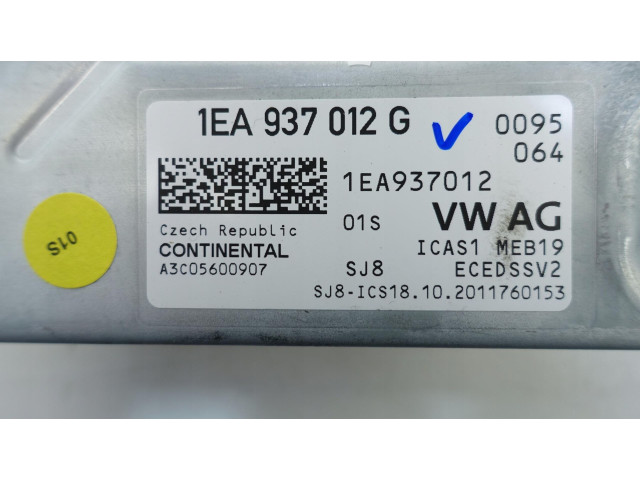 1EA 937 012 G
0095
064
1EA937012
01S
VW AG
Czech Republic
CONTINENTAL
A3C05600907
ICAS1 MEB19
SJ8
ECEDSSV2
SJ8-ICS18.10.2011760153
01S